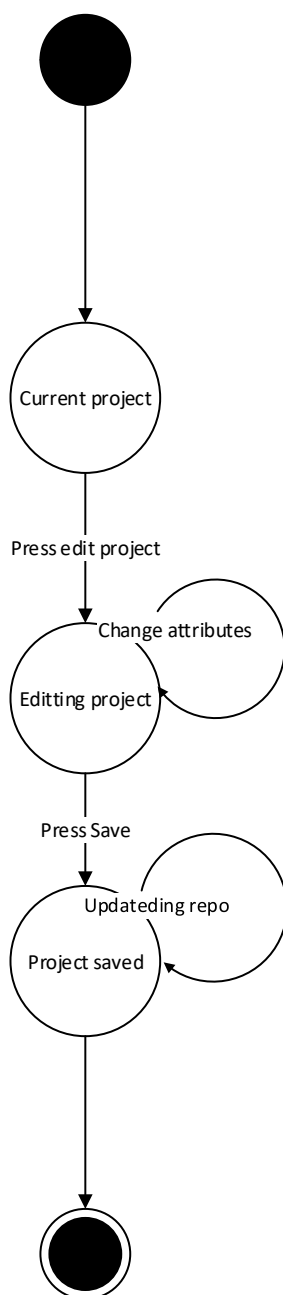 Current project
Press edit project
Change attributes
Editting project
Press Save
Updateding repo
Project saved